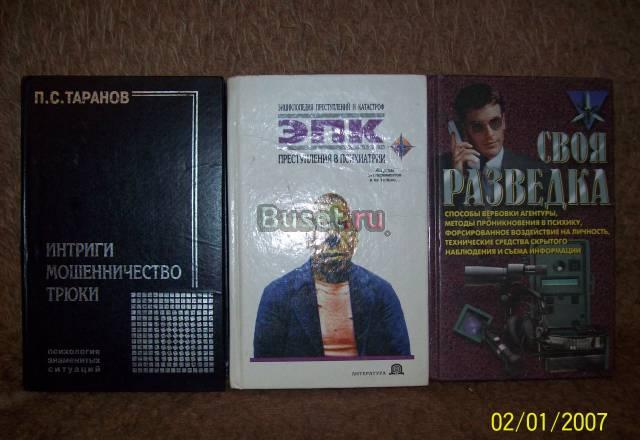 П.С.ТАРАНОВ
ИНТРИГИ
МОШЕННИЧЕСТВО
ТРЮКИ
ПСИХОЛОГИЯ
ЗНАМЕНИТЫХ
СИТУАЦИЙ
ЭНЦИКЛОПЕДИЯ ПРЕСТУПЛЕНИЙ И КАТАСТРОФ
ЭПК
ПРЕСТУПЛЕНИЯ В ПСИХИАТРИИ
ЛИТЕРАТУРА
СВОЯ
РАЗВЕДКА
СПОСОБЫ ВЕРБОВКИ АГЕНТУРЫ,
МЕТОДЫ ПРОНИКНОВЕНИЯ В ПСИХИКУ,
ФОРСИРОВАННОЕ ВОЗДЕЙСТВИЕ НА ЛИЧНОСТЬ,
ТЕХНИЧЕСКИЕ СРЕДСТВА СКРЫТОГО
НАБЛЮДЕНИЯ И СЪЕМА ИНФОРМАЦИИ
Buset.ru
02/01/2007